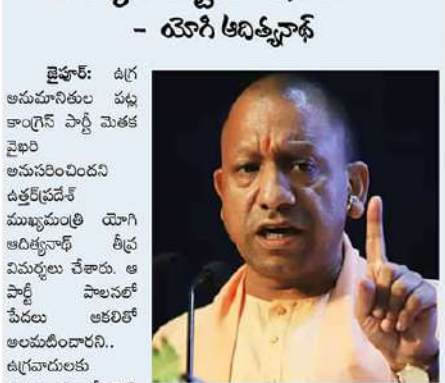 - యోగి ఆదిత్యనాథ్
జైపూర్: ఉగ్ర
అనుమానితుల పట్ల
కాంగ్రెస్ పార్టీ మెతక
వైఖరి
అనుసరించిందని
ఉత్తర్‌ప్రదేశ్
ముఖ్యమంత్రి యోగి
ఆదిత్యనాథ్ తీవ్ర
విమర్శలు చేశారు. ఆ
పార్టీ పాలనలో
పేదలు ఆకలితో
అలమటించారని..
ఉగ్రవాదులకు